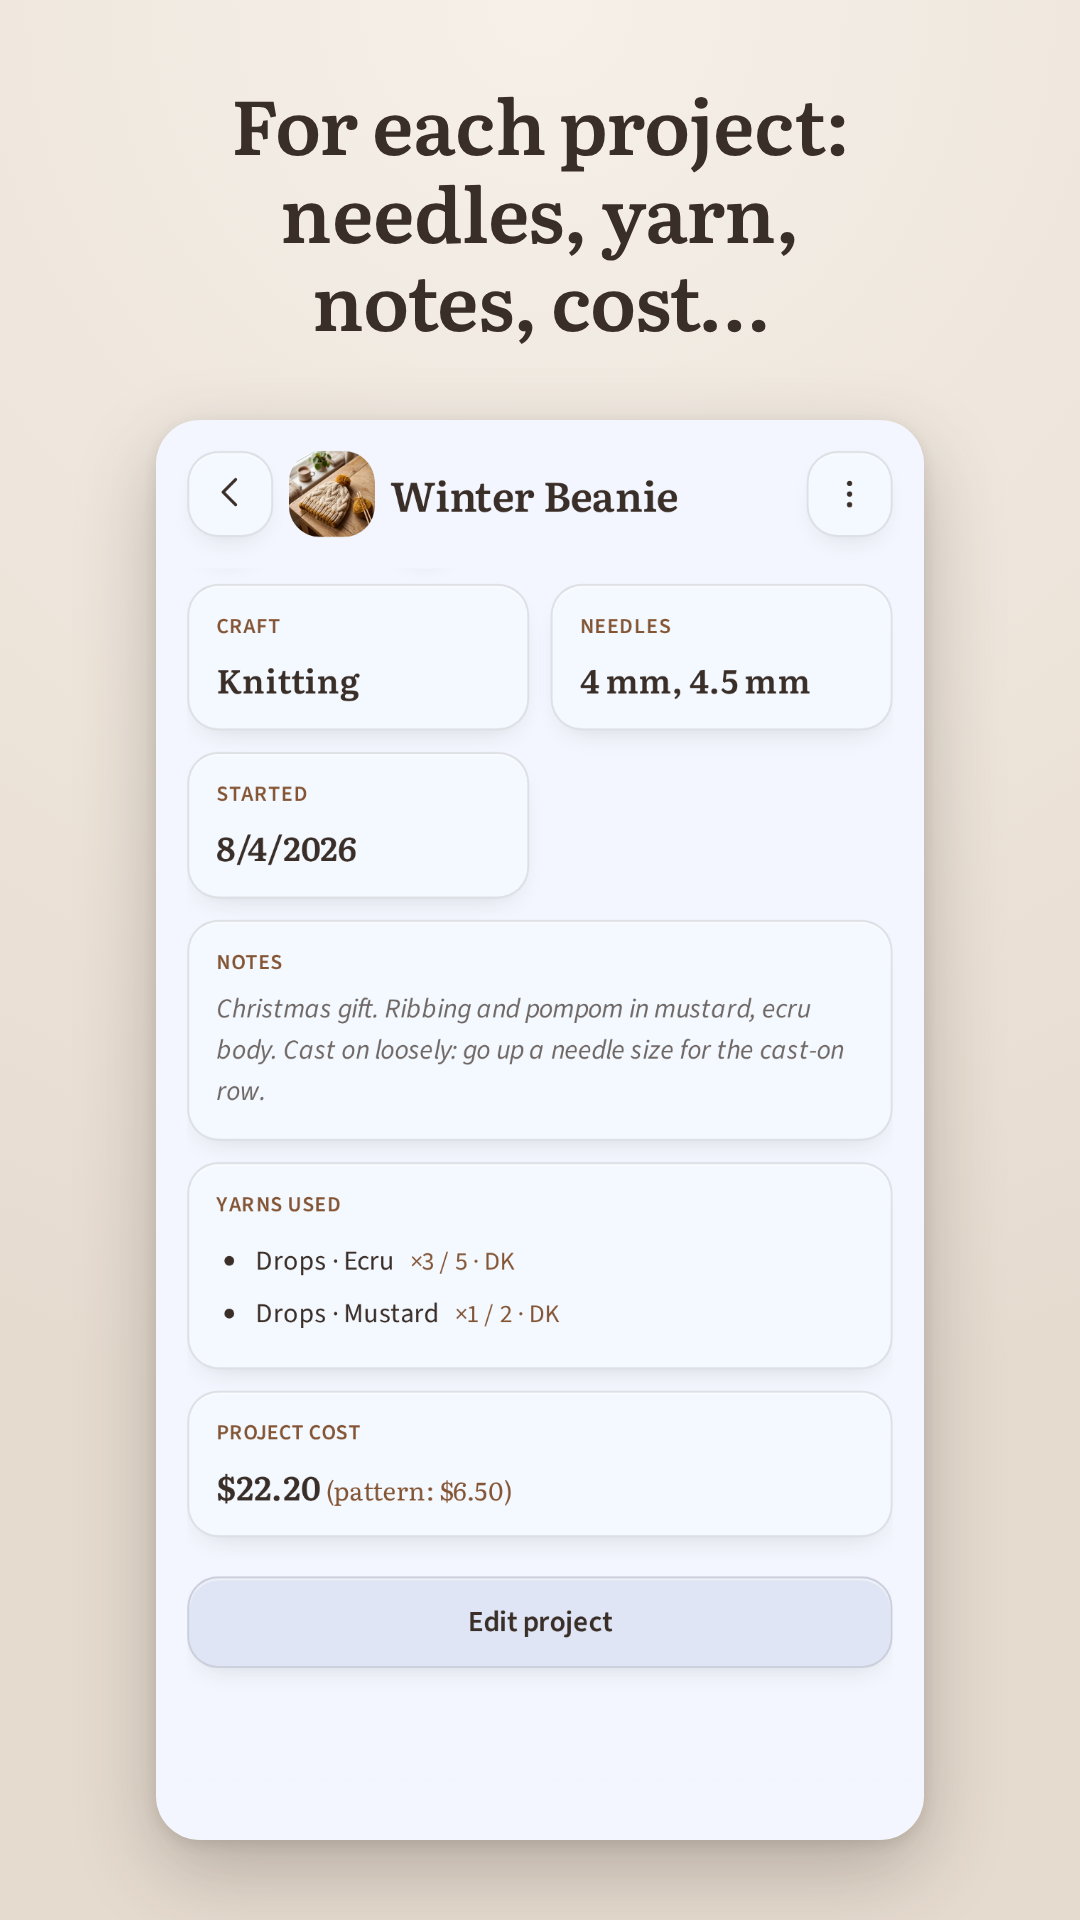 For each project:
needles, yarn,
notes, cost...
Winter Beanie
CRAFT
Knitting
NEEDLES
4 mm, 4.5 mm
STARTED
8/4/2026
NOTES
Christmas gift. Ribbing and pompom in mustard, ecru
body. Cast on loosely: go up a needle size for the cast-on
row.
YARNS USED
• Drops · Ecru ×3 / 5 · DK
• Drops · Mustard ×1 / 2 · DK
PROJECT COST
$22.20 (pattern: $6.50)
Edit project